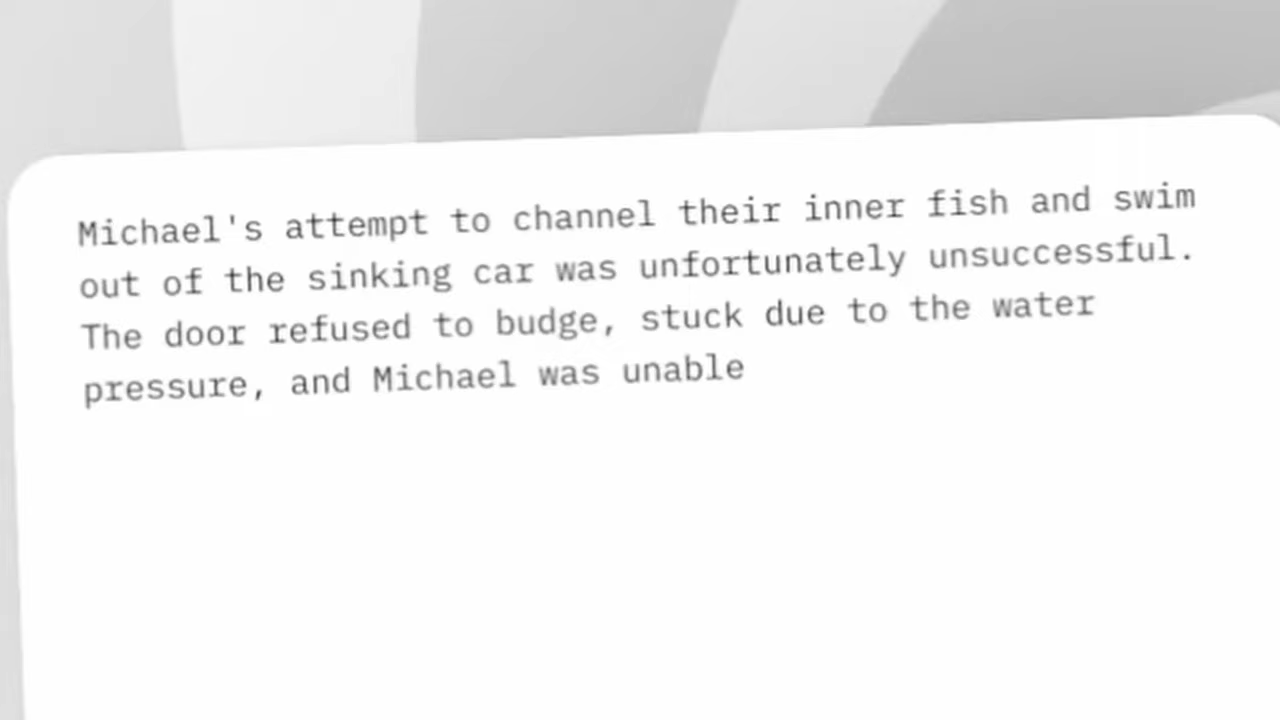 Michael's attempt to channel their inner fish and swim
out of the sinking car was unfortunately unsuccessful.
The door refused to budge, stuck due to the water
pressure, and Michael was unable